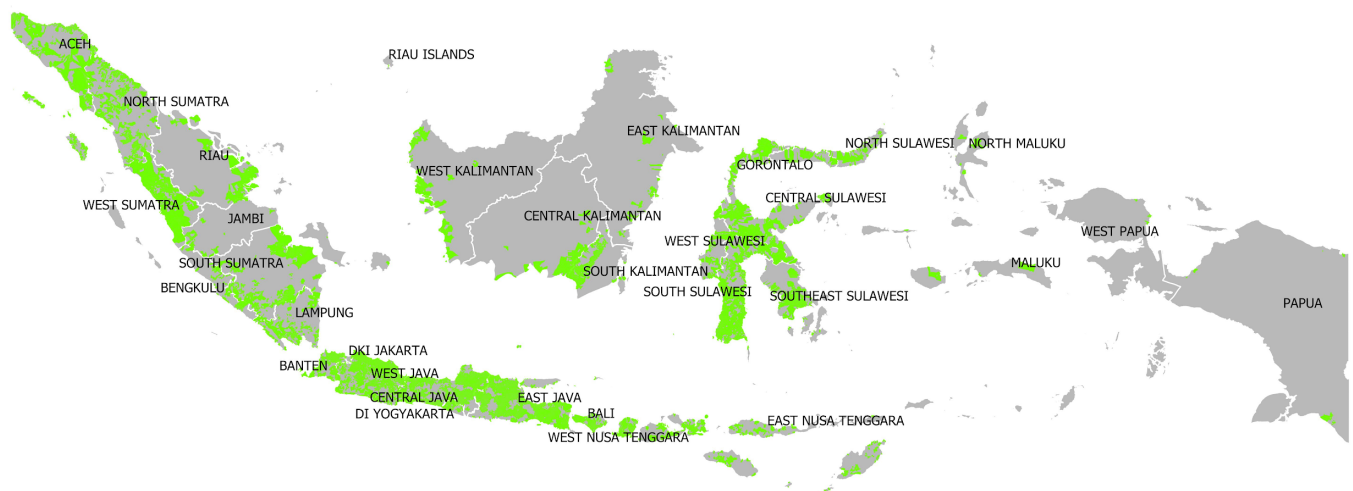 ACEH
RIAU ISLANDS
NORTH SUMATRA
EAST KALIMANTAN
NORTH SULAWESI
NORTH MALUKU
RIAU
GORONTALO
WEST KALIMANTAN
CENTRAL SULAWESI
WEST SUMATRA
JAMBI
CENTRAL KALIMANTAN
WEST PAPUA
WEST SULAWESI
SOUTH SUMATRA
SOUTH KALIMANTAN
MALUKU
BENGKULU
SOUTH SULAWESI
SOUTHEAST SULAWESI
PAPUA
LAMPUNG
DKI JAKARTA
BANTEN
WEST JAVA
CENTRAL JAVA
EAST JAVA
DI YOGYAKARTA
BALI
EAST NUSA TENGGARA
WEST NUSA TENGGARA